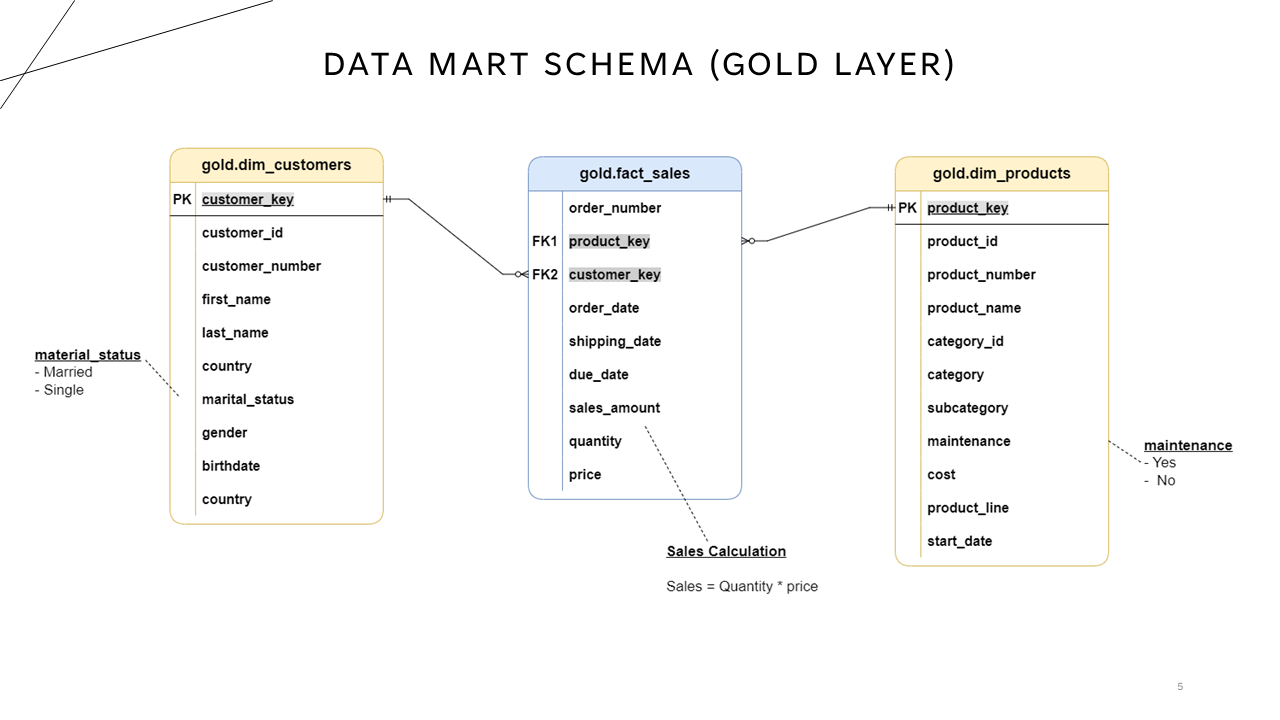 DATA MART SCHEMA (GOLD LAYER)
gold.dim_customers
PK customer_key
customer_id
customer_number
first_name
last_name
country
marital_status
gender
birthdate
country
material_status
- Married
- Single
gold.fact_sales
order_number
FK1 product_key
FK2 customer_key
order_date
shipping_date
due_date
sales_amount
quantity
price
Sales Calculation
Sales = Quantity * price
gold.dim_products
PK product_key
product_id
product_number
product_name
category_id
category
subcategory
maintenance
cost
product_line
start_date
maintenance
- Yes
- No
5